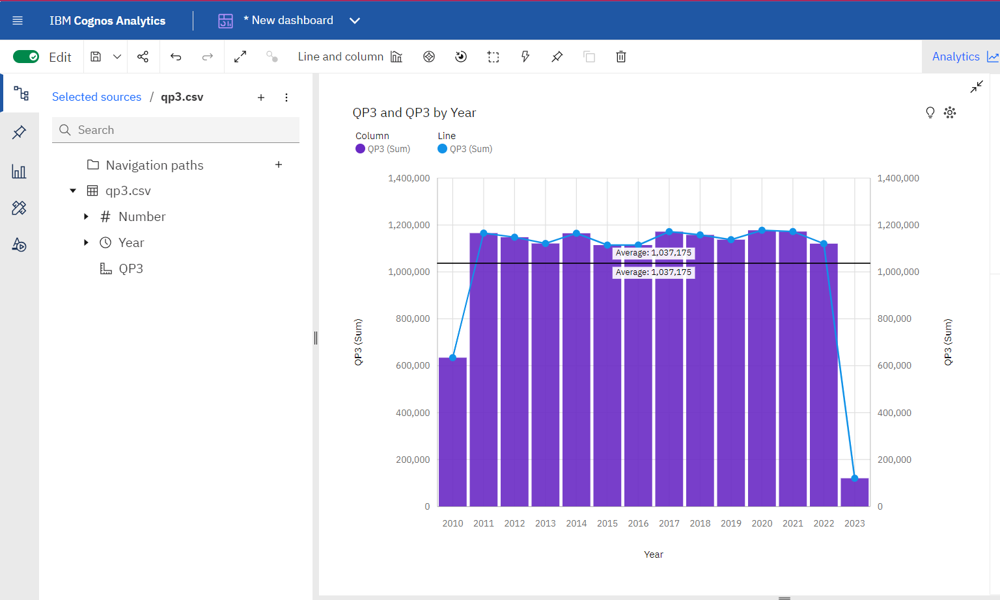 IBM Cognos Analytics
* New dashboard
Edit
Line and column
Analytics
Selected sources / qp3.csv
Search
Navigation paths
qp3.csv
Number
Year
QP3
QP3 and QP3 by Year
Column
Line
QP3 (Sum)
QP3 (Sum)
1,400,000
1,200,000
1,000,000
800,000
600,000
400,000
200,000
0
QP3 (Sum)
Average: 1,037,175
Average: 1,037,175
1,400,000
1,200,000
1,000,000
800,000
600,000
400,000
200,000
0
QP3 (Sum)
2010 2011 2012 2013 2014 2015 2016 2017 2018 2019 2020 2021 2022 2023
Year